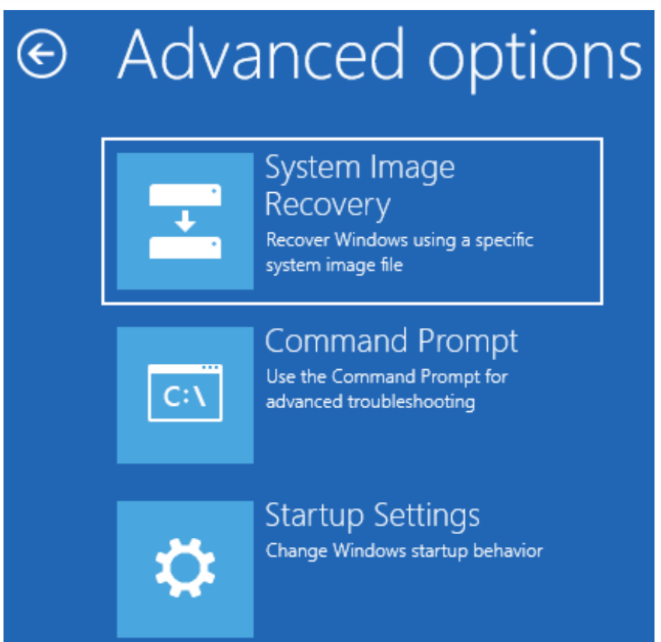 Advanced options
System Image
Recovery
Recover Windows using a specific
system image file
C:\
Command Prompt
Use the Command Prompt for
advanced troubleshooting
Startup Settings
Change Windows startup behavior